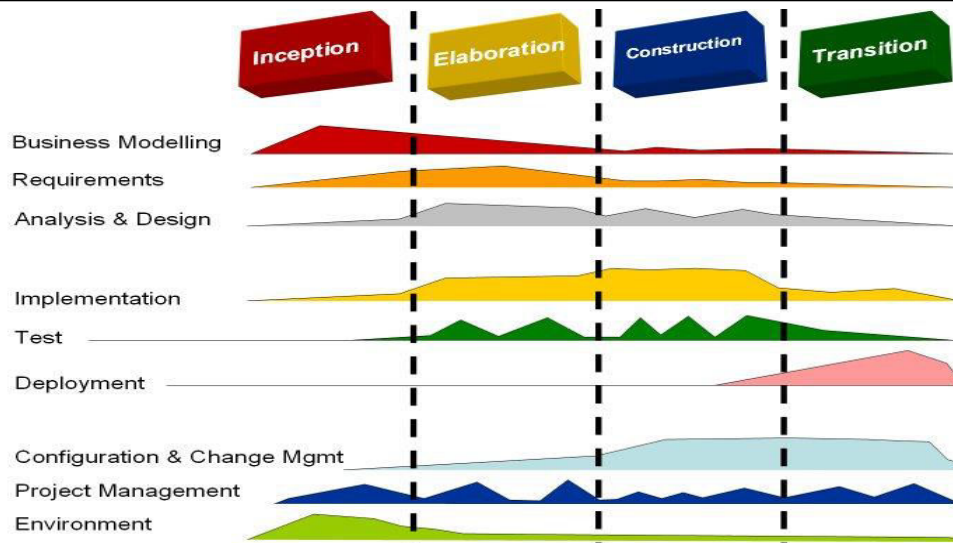 Inception
Elaboration
Construction
Transition
Business Modelling
Requirements
Analysis & Design
Implementation
Test
Deployment
Configuration & Change Mgmt
Project Management
Environment